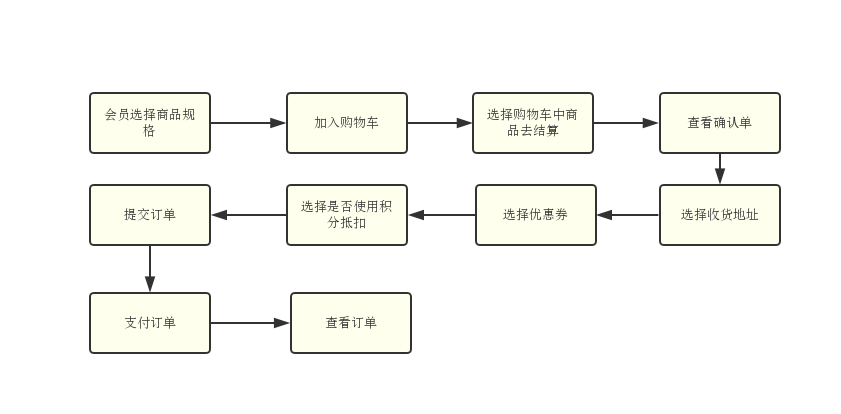 会员选择商品规
格
加入购物车
选择购物车中商
品去结算
查看确认单
选择收货地址
选择优惠券
选择是否使用积
分抵扣
提交订单
支付订单
查看订单